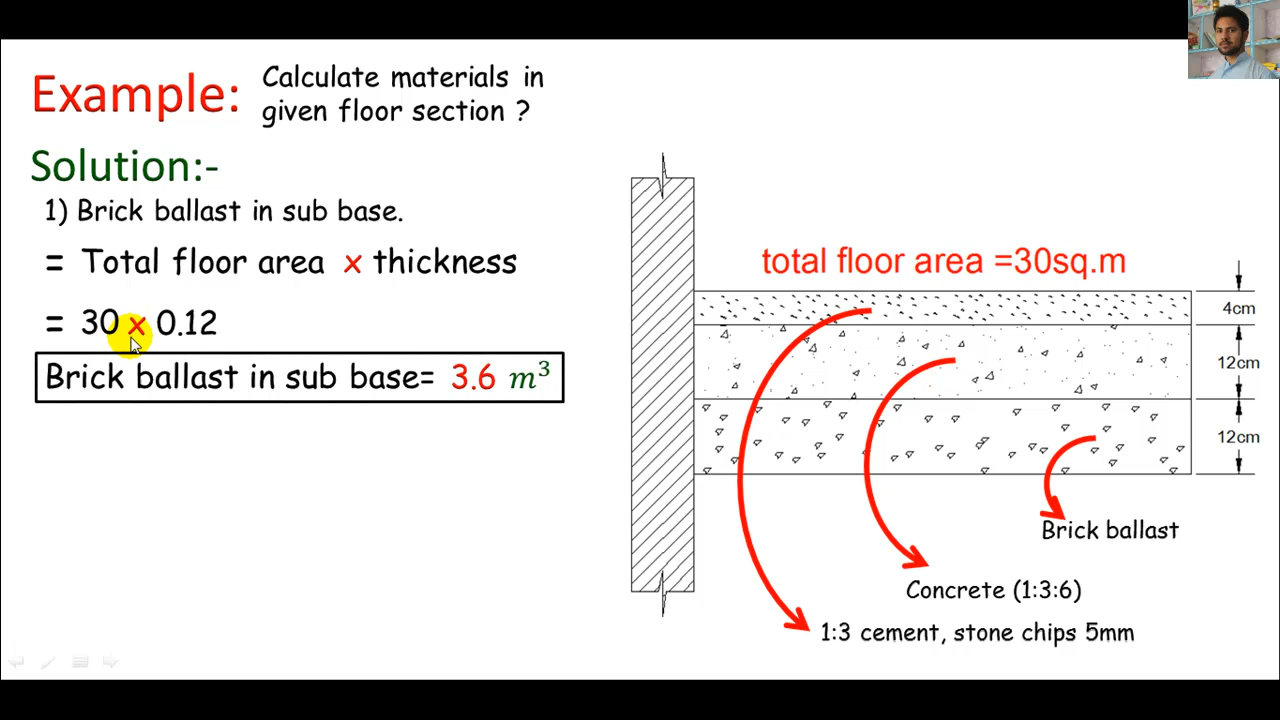 Example:
Calculate materials in
given floor section ?
Solution:-
1) Brick ballast in sub base.
= Total floor area x thickness
= 30 x 0.12
Brick ballast in sub base= 3.6 m³
total floor area =30sq.m
4cm
12cm
12cm
Brick ballast
Concrete (1:3:6)
1:3 cement, stone chips 5mm